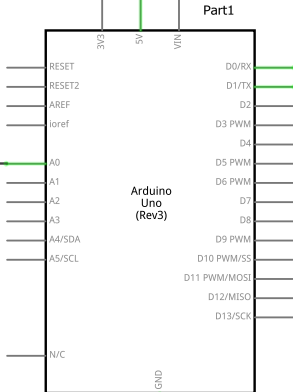 Part1
3V3
5V
VIN
RESET
RESET2
AREF
ioref
A0
A1
A2
A3
A4/SDA
A5/SCL
N/C
Arduino
Uno
(Rev3)
D0/RX
D1/TX
D2
D3 PWM
D4
D5 PWM
D6 PWM
D7
D8
D9 PWM
D10 PWM/SS
D11 PWM/MOSI
D12/MISO
D13/SCK
GND